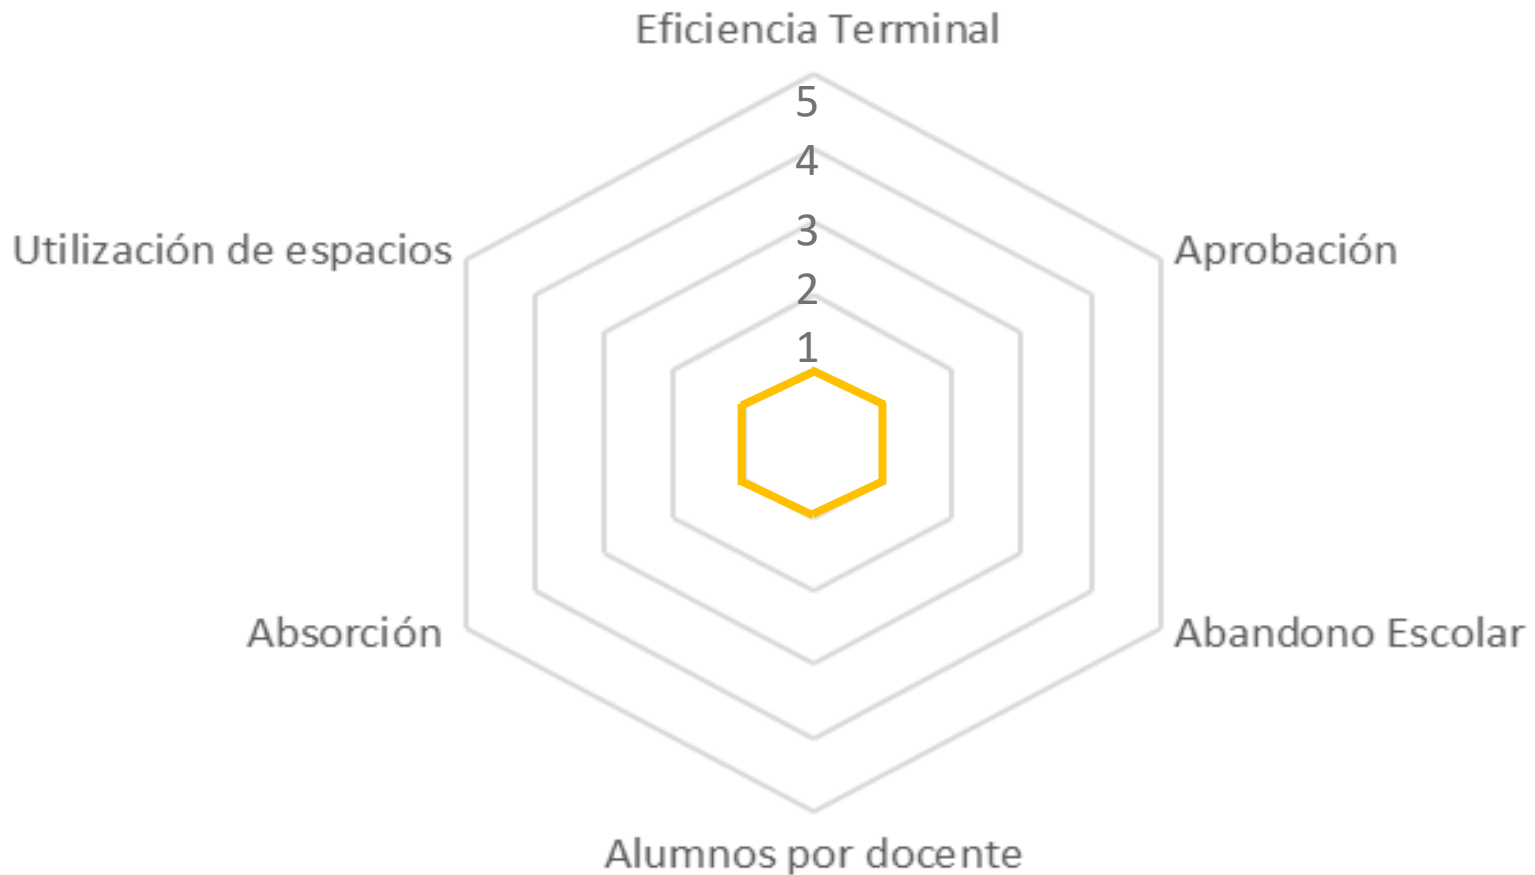 Eficiencia Terminal
5
4
3
2
1
Utilización de espacios
Aprobación
Absorción
Abandono Escolar
Alumnos por docente